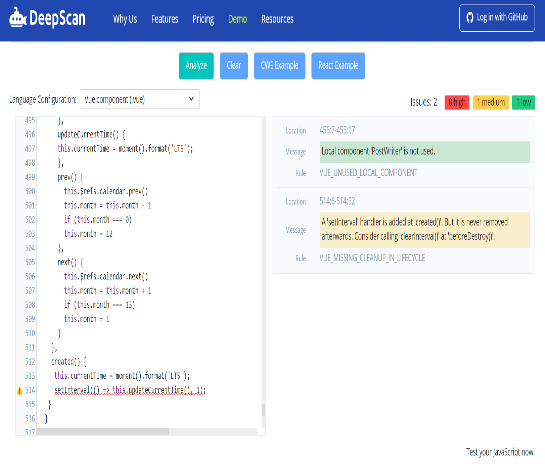 DeepScan
Why Us Features Pricing Demo Resources
Log in with GitHub
Analyze Clear CWE Example React Example
Language Configuration: Vue component (.vue)
Issues: 2 0 high 1 medium 1 low
495 },
496 updateCurrentTime() {
497 this.currentTime = moment().format('LTS');
498 },
499 prev() {
500 this.$refs.calendar.prev()
501 this.month = this.month - 1
502 if (this.month === 0)
503 this.month = 12
504 },
505 next() {
506 this.$refs.calendar.next()
507 this.month = this.month + 1
508 if (this.month === 13)
509 this.month = 1
510 }
511 },
512 created() {
513 this.currentTime = moment().format('LTS');
514 setInterval(() => this.updateCurrentTime(), 1);
515 }
516 }
517
Location 455:7-455:17
Message Local component 'PostWriter' is not used.
Rule VUE_UNUSED_LOCAL_COMPONENT
Location 514:6-514:52
Message A 'setInterval' handler is added at 'created()'. But it is never removed
afterwards. Consider calling 'clearInterval()' at 'beforeDestroy()'.
Rule VUE_MISSING_CLEANUP_IN_LIFECYCLE
Test your JavaScript now!